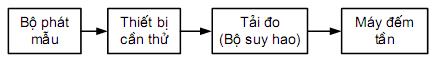 Bộ phát
mẫu
Thiết bị
cần thử
Tải đo
(Bộ suy hao)
Máy đếm
tần